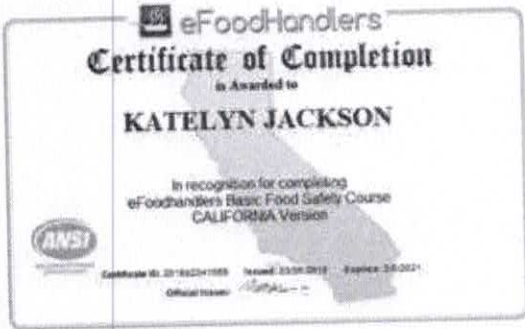 eFoodHandlers
Certificate of Completion
is Awarded to
KATELYN JACKSON
In recognition for completing
eFoodhandlers Basic Food Safety Course
CALIFORNIA Version
ANSI
Certificate ID: Issued: Expires:
Official Issuer: